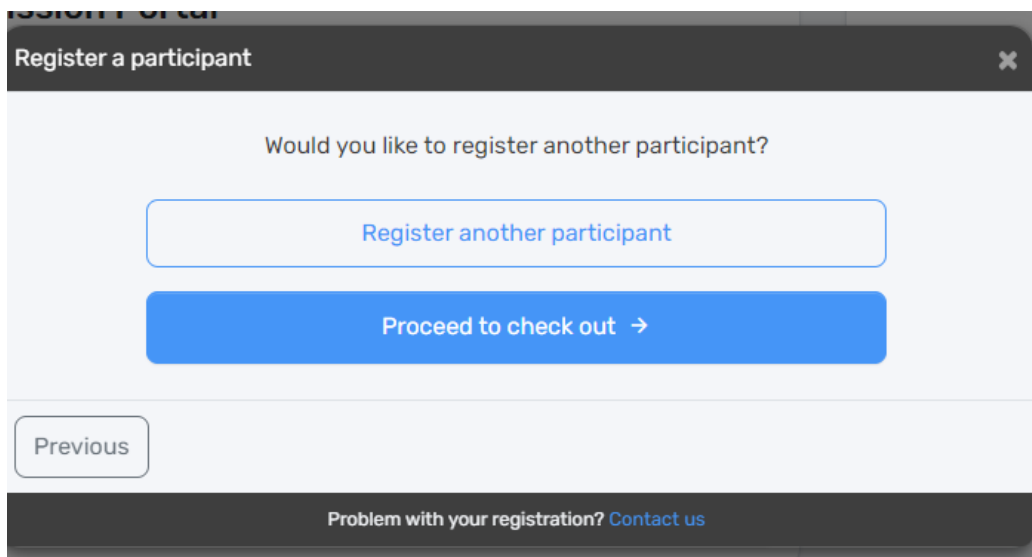 Portal
Register a participant
Would you like to register another participant?
Register another participant
Proceed to check out →
Previous
Problem with your registration? Contact us